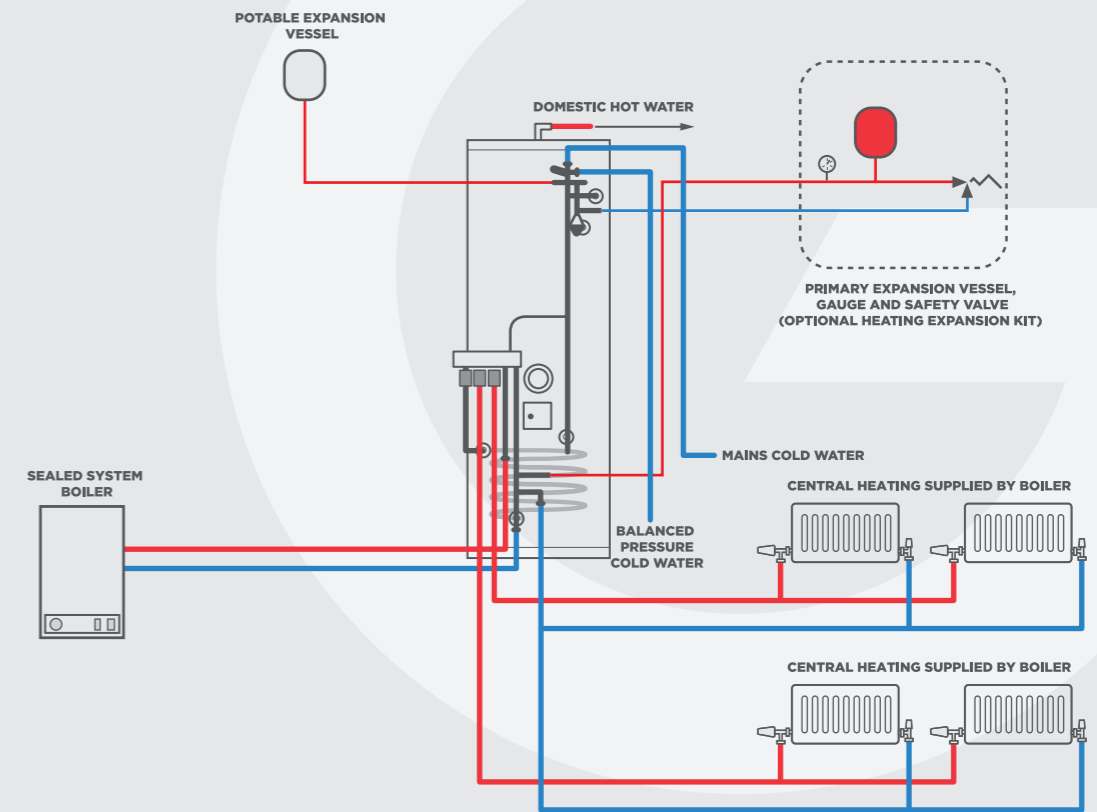 POTABLE EXPANSION
VESSEL
DOMESTIC HOT WATER
PRIMARY EXPANSION VESSEL,
GAUGE AND SAFETY VALVE
(OPTIONAL HEATING EXPANSION KIT)
MAINS COLD WATER
SEALED SYSTEM
BOILER
CENTRAL HEATING SUPPLIED BY BOILER
BALANCED
PRESSURE
COLD WATER
CENTRAL HEATING SUPPLIED BY BOILER